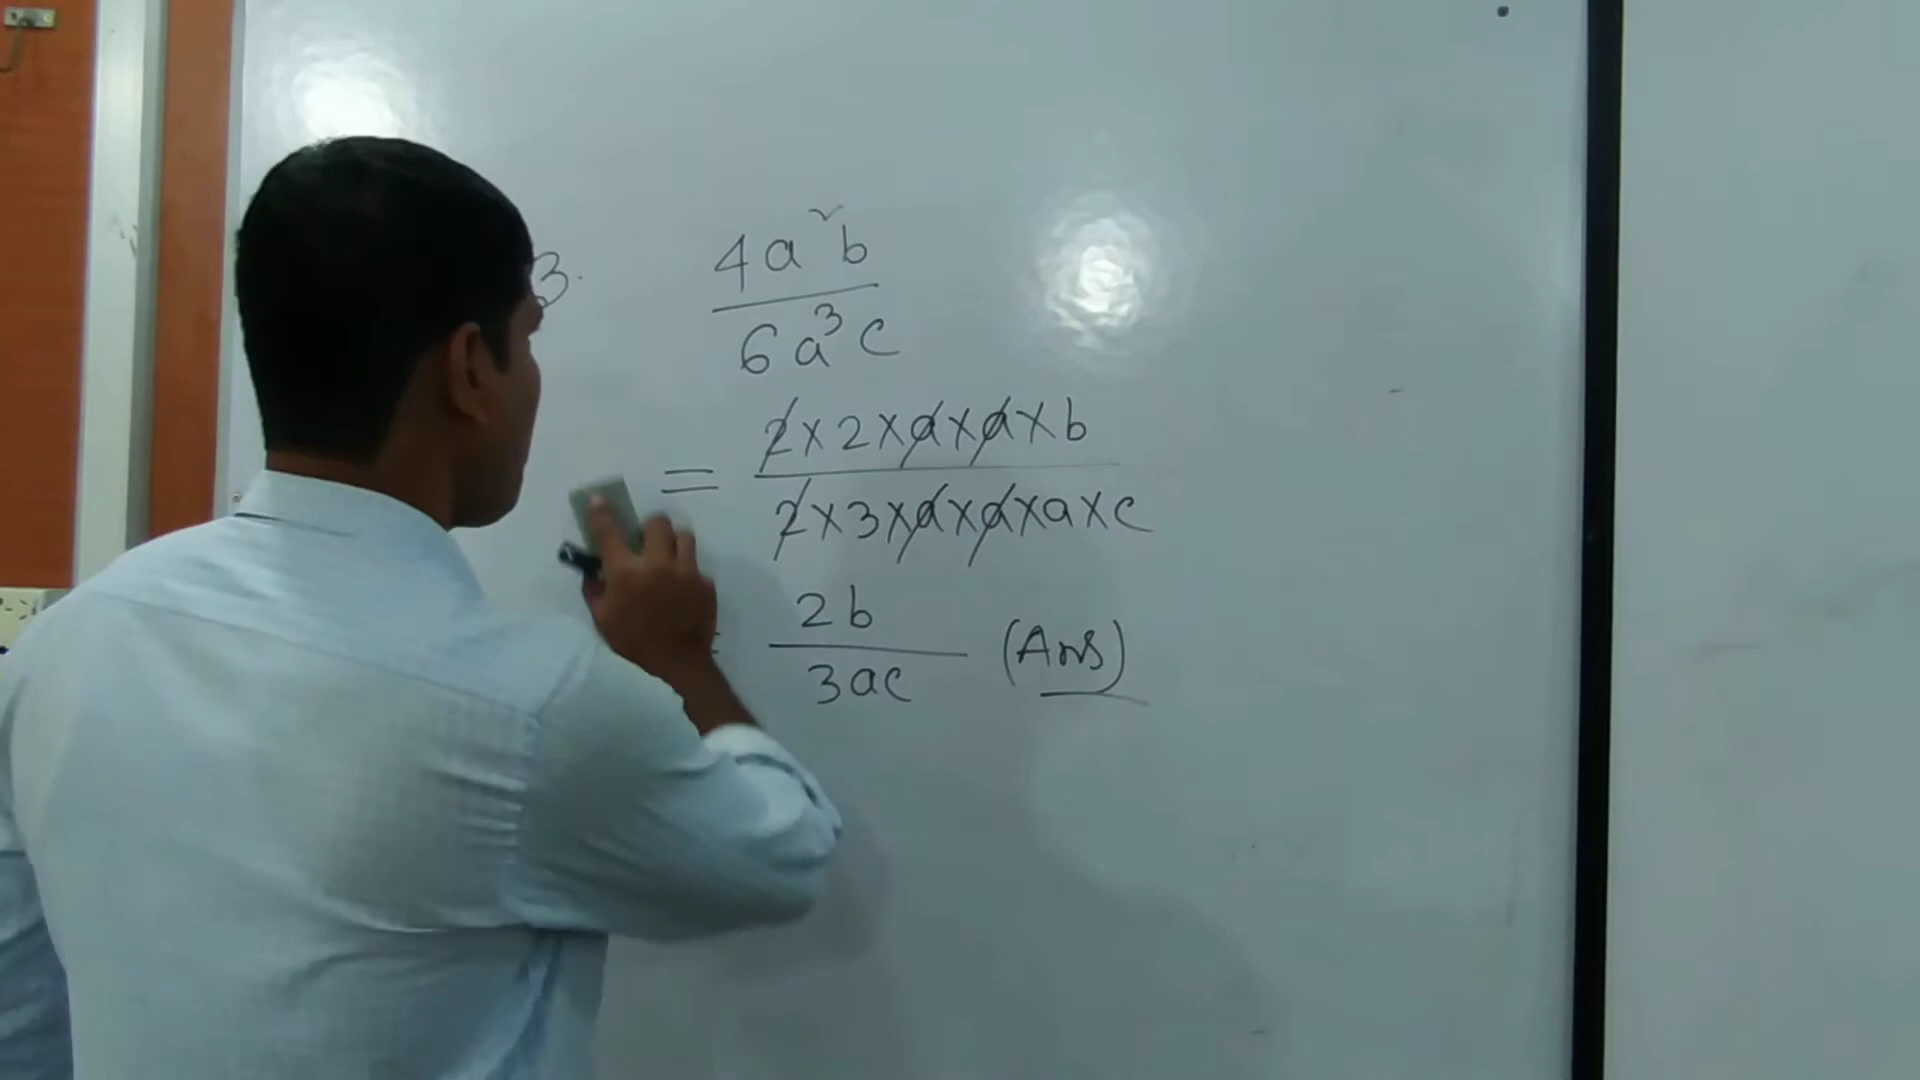 3. 4a²b / 6a³c
= 2×2×a×a×b / 2×3×a×a×a×c
= 2b / 3ac (Ans)